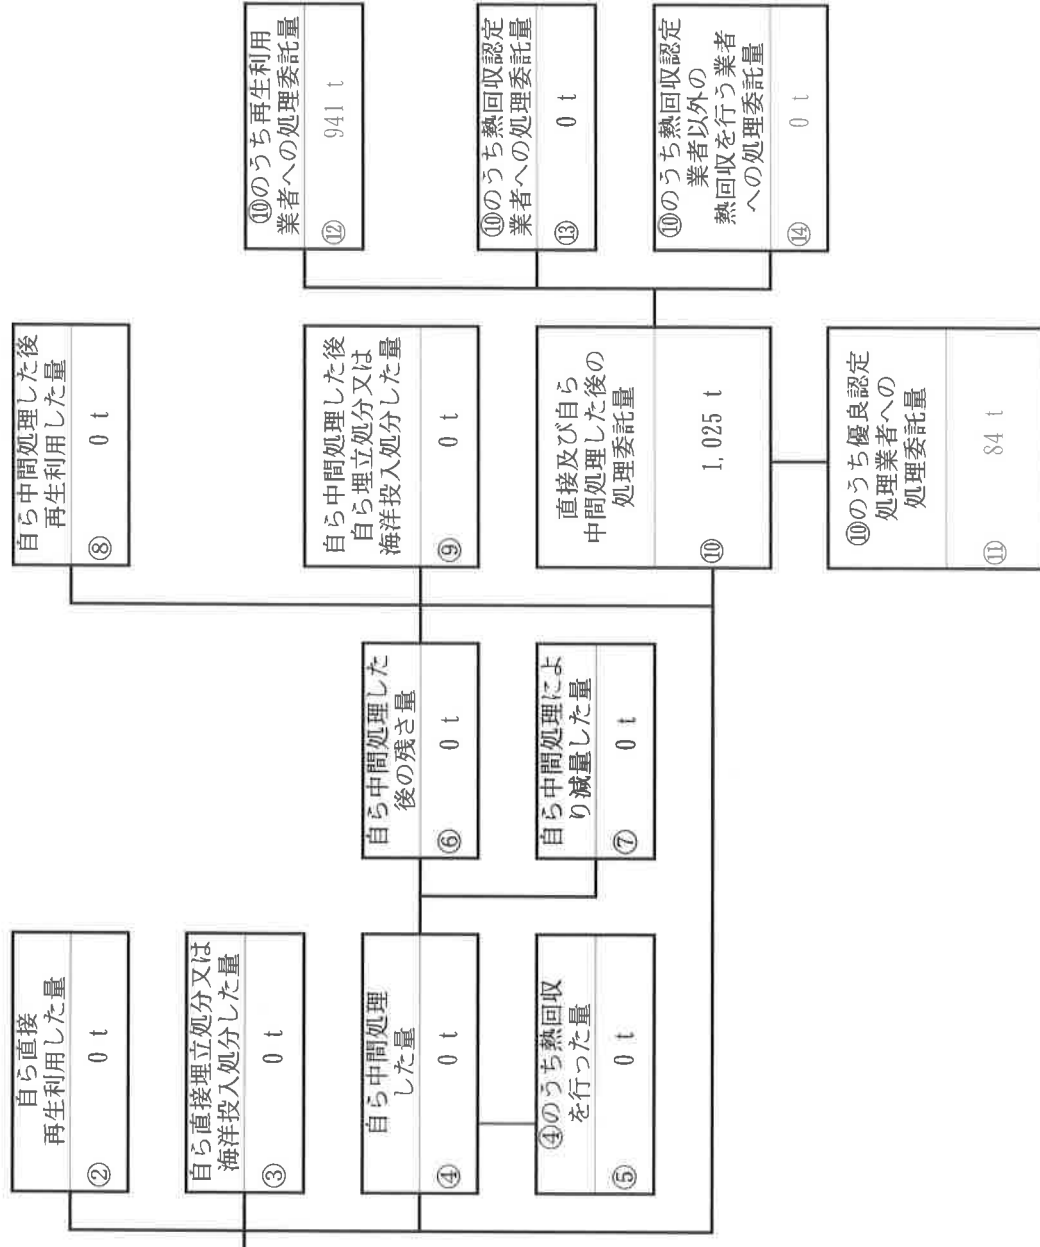 自ら直接
再生利用した量
② 0 t
自ら直接埋立処分又は
海洋投入処分した量
③ 0 t
自ら中間処理
した量
④ 0 t
④のうち熱回収
を行った量
⑤ 0 t
自ら中間処理した
後の残さ量
⑥ 0 t
自ら中間処理によ
り減量した量
⑦ 0 t
自ら中間処理した後
再生利用した量
⑧ 0 t
自ら中間処理した後
自ら埋立処分又は
海洋投入処分した量
⑨ 0 t
直接及び自ら
中間処理した後の
処理委託量
⑩ 1,025 t
⑩のうち優良認定
処理業者への
処理委託量
⑪ 84 t
⑩のうち再生利用
業者への処理委託量
⑫ 941 t
⑩のうち熱回収認定
業者への処理委託量
⑬ 0 t
⑩のうち熱回収認定
業者以外の
熱回収を行う業者
への処理委託量
⑭ 0 t